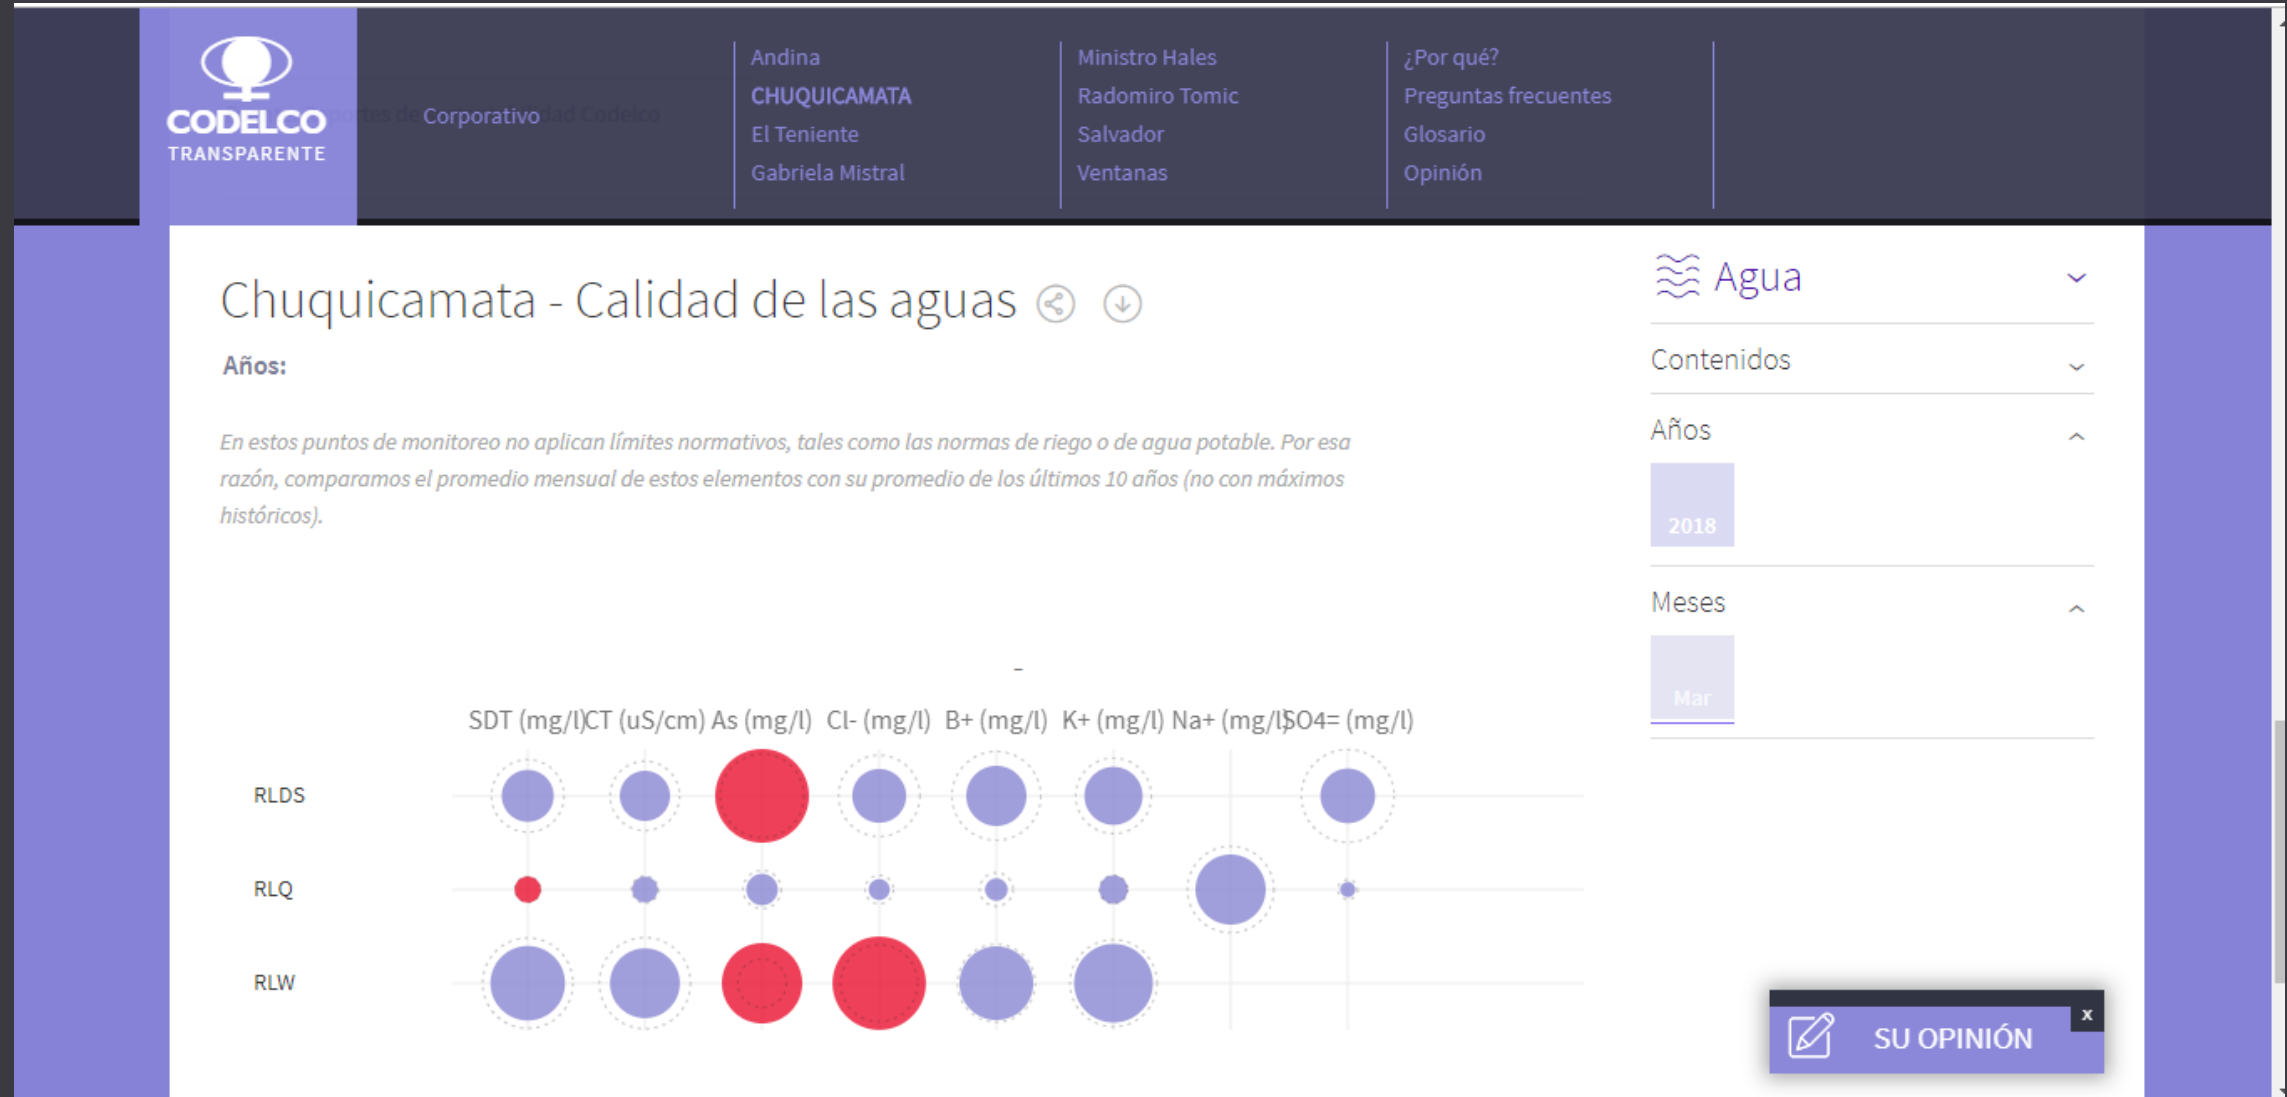 CODELCO
TRANSPARENTE
Corporativo
Andina
CHUQUICAMATA
El Teniente
Gabriela Mistral
Ministro Hales
Radomiro Tomic
Salvador
Ventanas
¿Por qué?
Preguntas frecuentes
Glosario
Opinión
Chuquicamata - Calidad de las aguas
Años:
En estos puntos de monitoreo no aplican límites normativos, tales como las normas de riego o de agua potable. Por esa
razón, comparamos el promedio mensual de estos elementos con su promedio de los últimos 10 años (no con máximos
históricos).
-
SDT (mg/l) CT (uS/cm) As (mg/l) Cl- (mg/l) B+ (mg/l) K+ (mg/l) Na+ (mg/l) SO4= (mg/l)
RLDS
RLQ
RLW
Agua
Contenidos
Años
2018
Meses
Mar
x
SU OPINIÓN